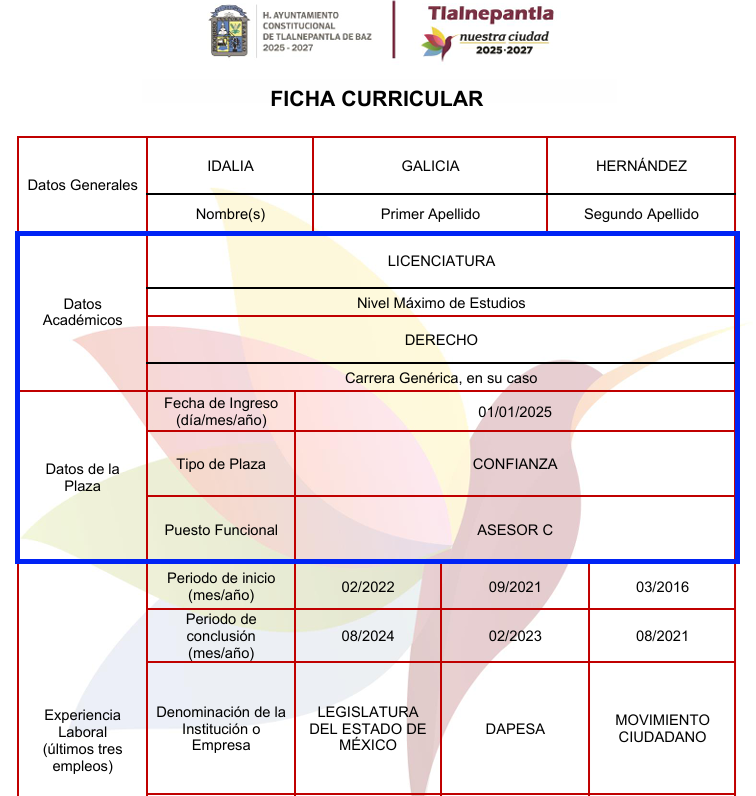 H. AYUNTAMIENTO
CONSTITUCIONAL
DE TLALNEPANTLA DE BAZ
2025 - 2027
Tlalnepantla
nuestra ciudad
2025·2027
FICHA CURRICULAR
Datos Generales
IDALIA
GALICIA
HERNÁNDEZ
Nombre(s)
Primer Apellido
Segundo Apellido
Datos
Académicos
LICENCIATURA
Nivel Máximo de Estudios
DERECHO
Carrera Genérica, en su caso
Datos de la
Plaza
Fecha de Ingreso
(día/mes/año)
01/01/2025
Tipo de Plaza
CONFIANZA
Puesto Funcional
ASESOR C
Experiencia
Laboral
(últimos tres
empleos)
Periodo de inicio
(mes/año)
02/2022
09/2021
03/2016
Periodo de
conclusión
(mes/año)
08/2024
02/2023
08/2021
Denominación de la
Institución o
Empresa
LEGISLATURA
DEL ESTADO DE
MÉXICO
DAPESA
MOVIMIENTO
CIUDADANO